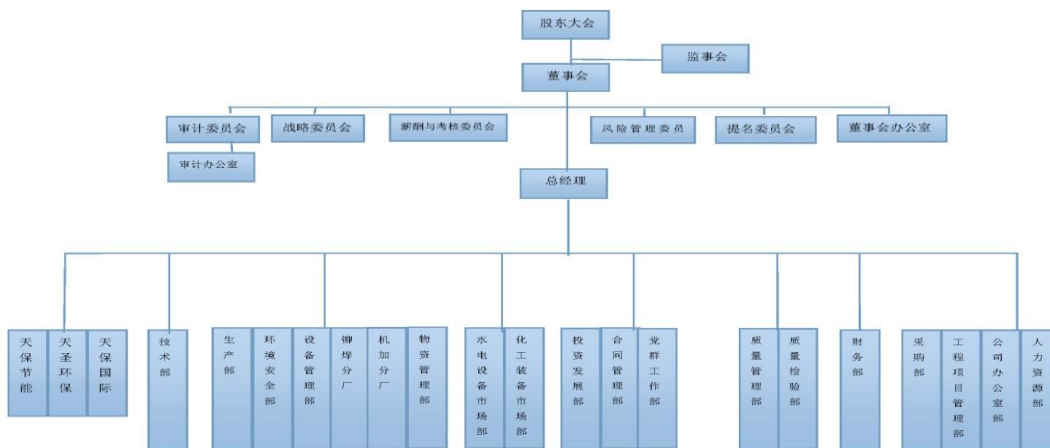 股东大会
监事会
董事会
审计委员会
战略委员会
薪酬与考核委员会
风险管理委员
提名委员会
董事会办公室
审计办公室
总经理
天保节能
天圣环保
天保国际
技术部
生产部
环境安全部
设备管理部
铆焊分厂
机加分厂
物资管理部
水电设备市场部
化工装备市场部
投资发展部
合同管理部
党群工作部
质量管理部
质量检验部
财务部
采购部
工程项目管理部
公司办公室部
人力资源部